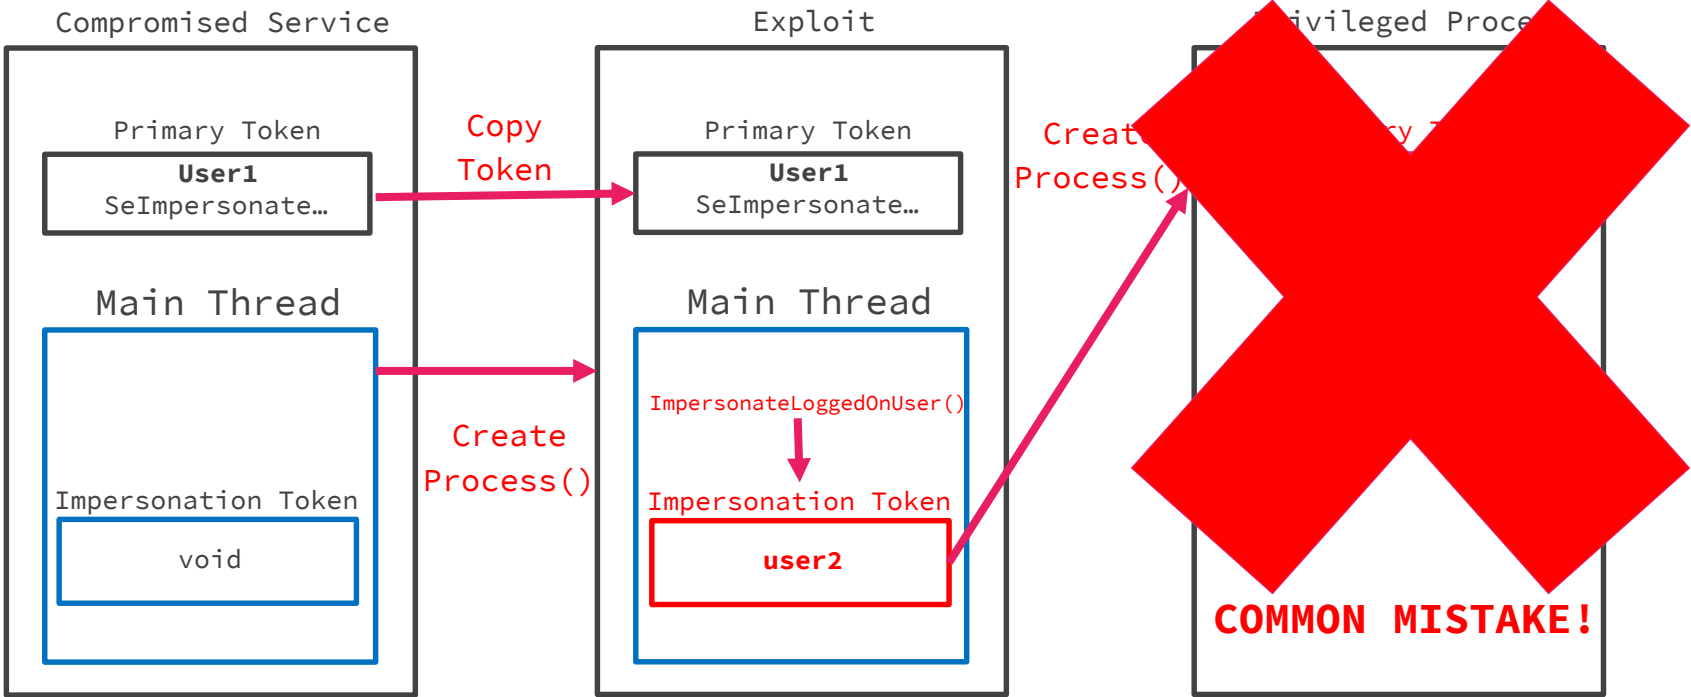 Compromised Service
Primary Token
User1
SeImpersonate…
Main Thread
Impersonation Token
void
Copy
Token
Create
Process()
Exploit
Primary Token
User1
SeImpersonate…
Main Thread
ImpersonateLoggedOnUser()
Impersonation Token
user2
Process()
COMMON MISTAKE!